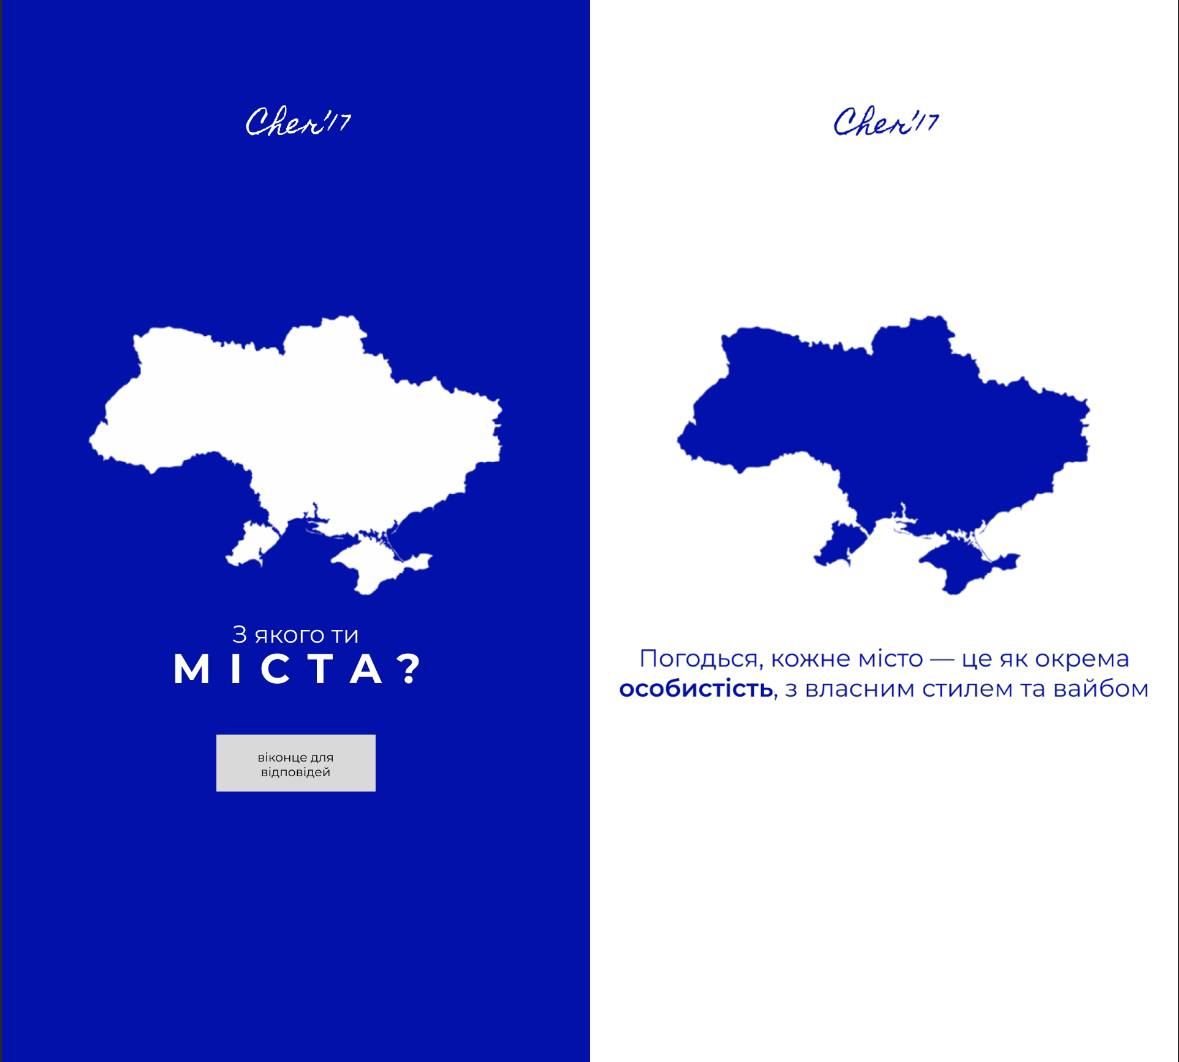 Cher'17
З якого ти
МІСТА?
віконце для
відповідей
Cher'17
Погодься, кожне місто — це як окрема
особистість, з власним стилем та вайбом